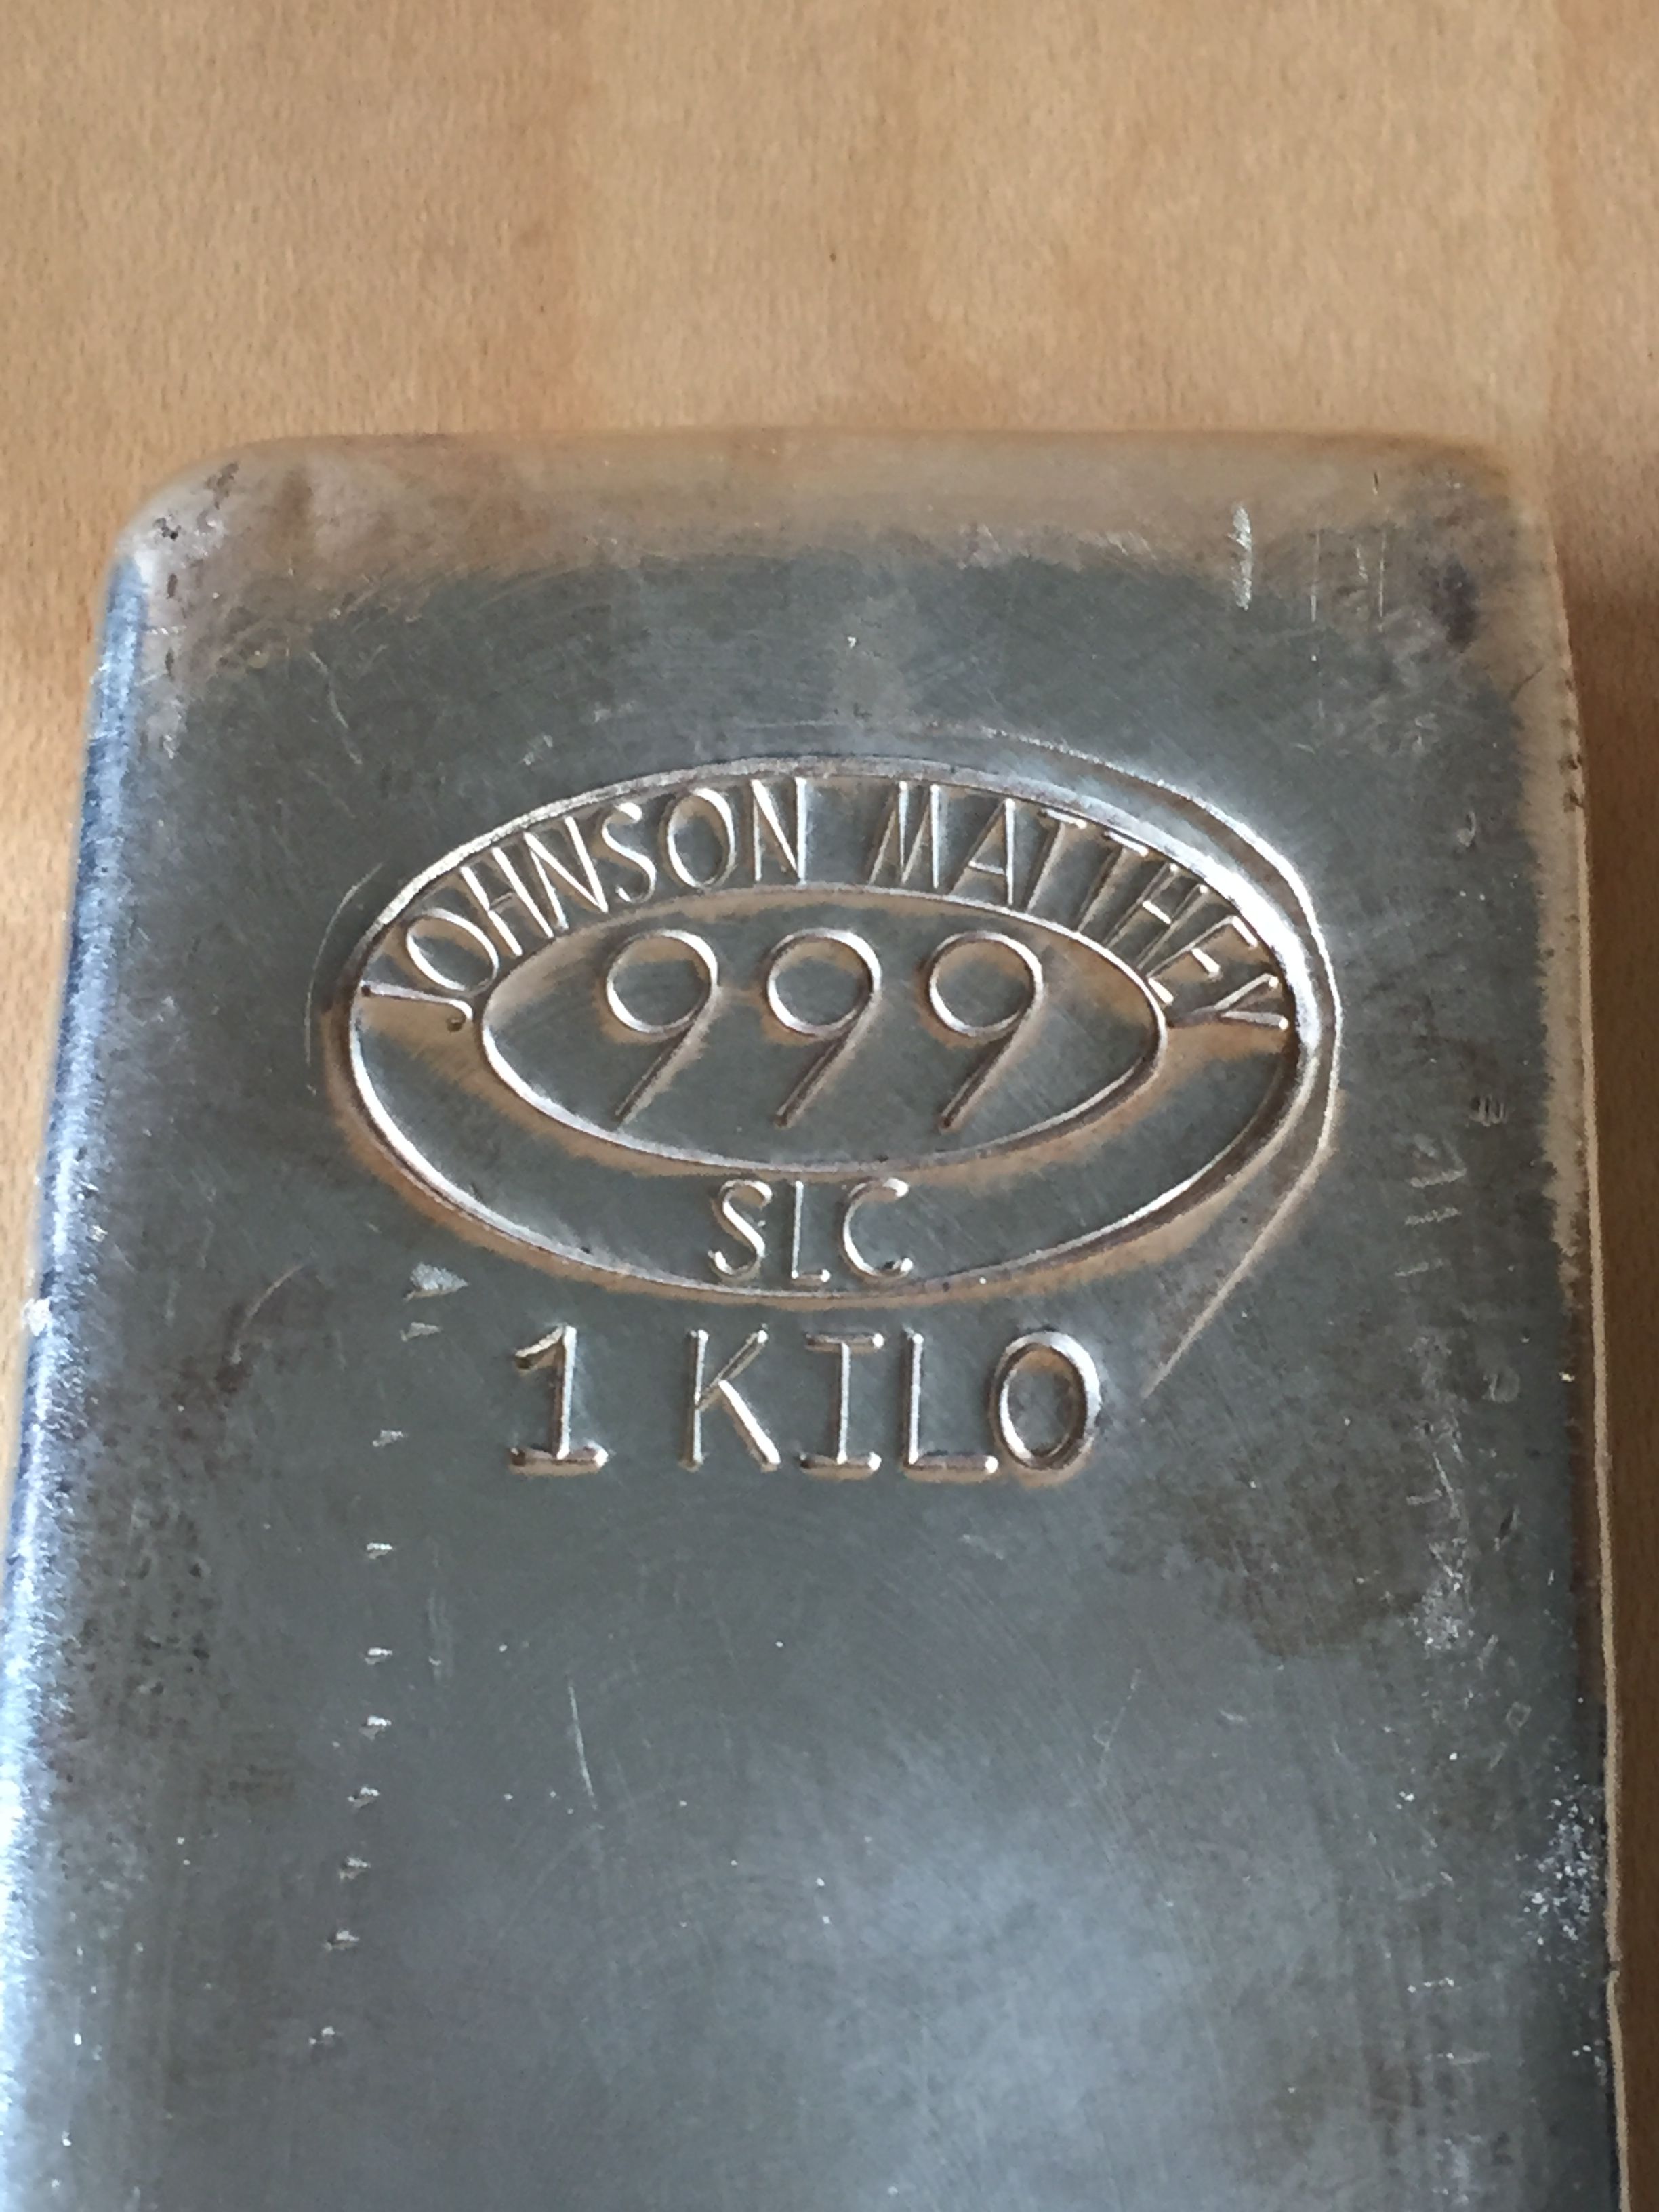 JOHNSON MATTHEY
999
SLC
1 KILO